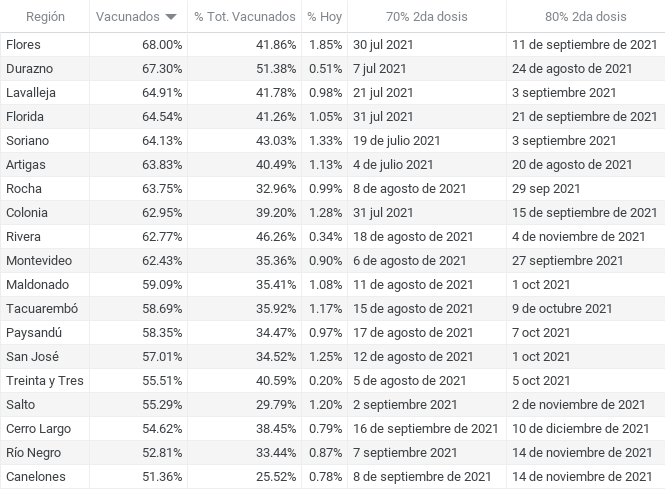 Región Vacunados % Tot. Vacunados % Hoy 70% 2da dosis 80% 2da dosis
Flores 68.00% 41.86% 1.85% 30 jul 2021 11 de septiembre de 2021
Durazno 67.30% 51.38% 0.51% 7 jul 2021 24 de agosto de 2021
Lavalleja 64.91% 41.78% 0.98% 21 jul 2021 3 septiembre 2021
Florida 64.54% 41.26% 1.05% 31 jul 2021 21 de septiembre de 2021
Soriano 64.13% 43.03% 1.33% 19 de julio 2021 3 septiembre 2021
Artigas 63.83% 40.49% 1.13% 4 de julio 2021 20 de agosto de 2021
Rocha 63.75% 32.96% 0.99% 8 de agosto de 2021 29 sep 2021
Colonia 62.95% 39.20% 1.28% 31 jul 2021 15 de septiembre de 2021
Rivera 62.77% 46.26% 0.34% 18 de agosto de 2021 4 de noviembre de 2021
Montevideo 62.43% 35.36% 0.90% 6 de agosto de 2021 27 septiembre 2021
Maldonado 59.09% 35.41% 1.08% 11 de agosto de 2021 1 oct 2021
Tacuarembó 58.69% 35.92% 1.17% 15 de agosto de 2021 9 de octubre 2021
Paysandú 58.35% 34.47% 0.97% 17 de agosto de 2021 7 oct 2021
San José 57.01% 34.52% 1.25% 12 de agosto de 2021 1 oct 2021
Treinta y Tres 55.51% 40.59% 0.20% 5 de agosto de 2021 5 oct 2021
Salto 55.29% 29.79% 1.20% 2 septiembre 2021 2 de noviembre de 2021
Cerro Largo 54.62% 38.45% 0.79% 16 de septiembre de 2021 10 de diciembre de 2021
Río Negro 52.81% 33.44% 0.87% 7 septiembre 2021 14 de noviembre de 2021
Canelones 51.36% 25.52% 0.78% 8 de septiembre de 2021 14 de noviembre de 2021